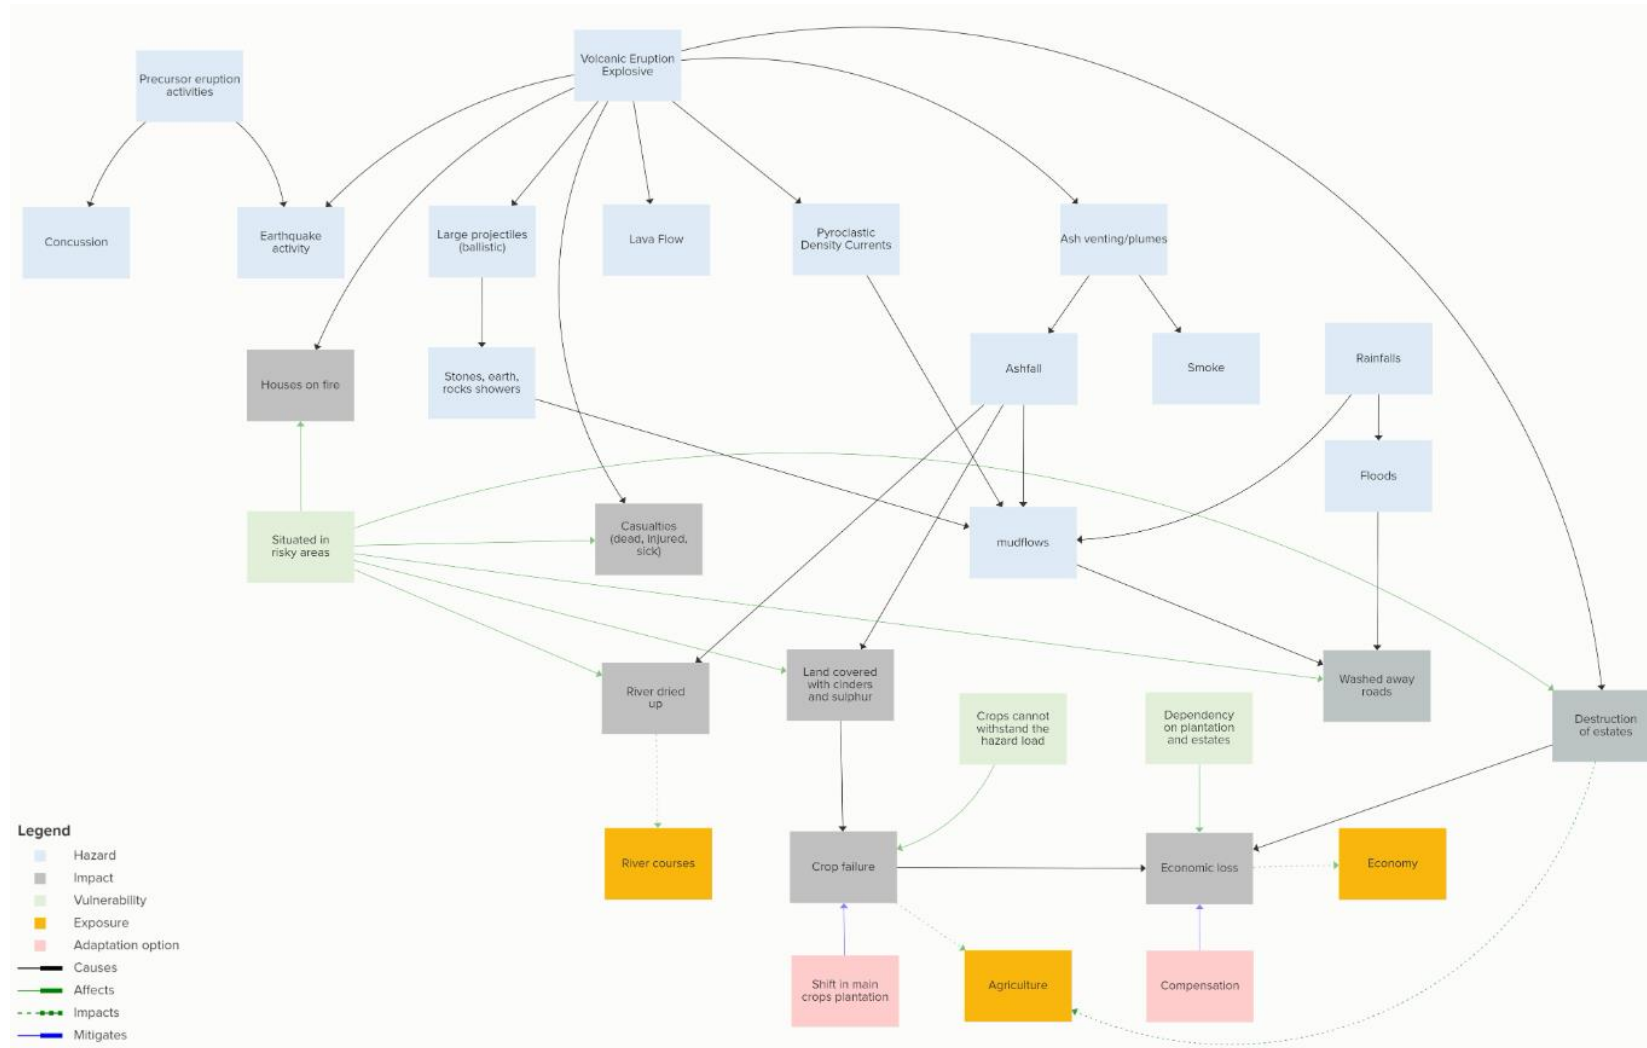 Volcanic Eruption
Explosive
Precursor eruption
activities
Concussion
Earthquake
activity
Large projectiles
(ballistic)
Lava Flow
Pyroclastic
Density Currents
Ash venting/plumes
Houses on fire
Stones, earth,
rocks showers
Ashfall
Smoke
Rainfalls
Floods
Situated in
risky areas
Casualties
(dead, injured,
sick)
mudflows
River dried
up
Land covered
with cinders
and sulphur
Crops cannot
withstand the
hazard load
Dependency
on plantation
and estates
Washed away
roads
Destruction
of estates
River courses
Crop failure
Economic loss
Economy
Shift in main
crops plantation
Agriculture
Compensation
Legend
Hazard
Impact
Vulnerability
Exposure
Adaptation option
Causes
Affects
Impacts
Mitigates